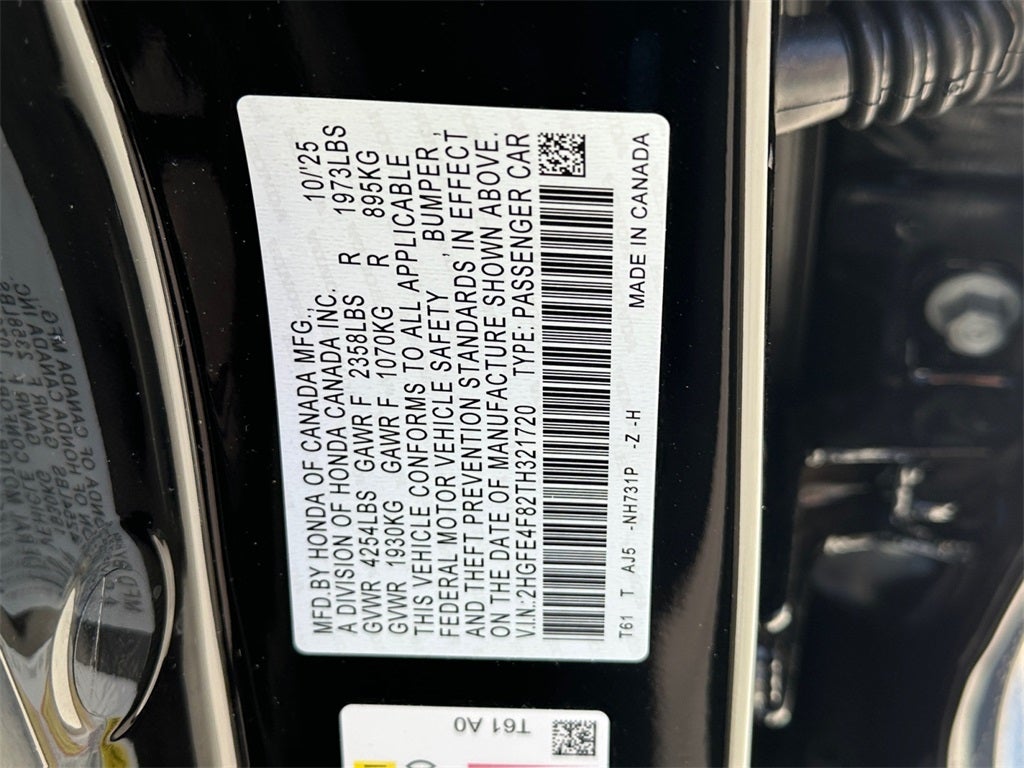 MFD.BY HONDA OF CANADA MFG., 10/'25
A DIVISION OF HONDA CANADA INC.
GVWR 4254LBS GAWR F 2358LBS R 1973LBS
GVWR 1930KG GAWR F 1070KG R 895KG
THIS VEHICLE CONFORMS TO ALL APPLICABLE
FEDERAL MOTOR VEHICLE SAFETY, BUMPER,
AND THEFT PREVENTION STANDARDS, IN EFFECT
ON THE DATE OF MANUFACTURE SHOWN ABOVE.
V.I.N.:2HGFE4F82TH321720 TYPE: PASSENGER CAR
T61 T AJ5 -NH731P -Z -H
MADE IN CANADA
T61 A0